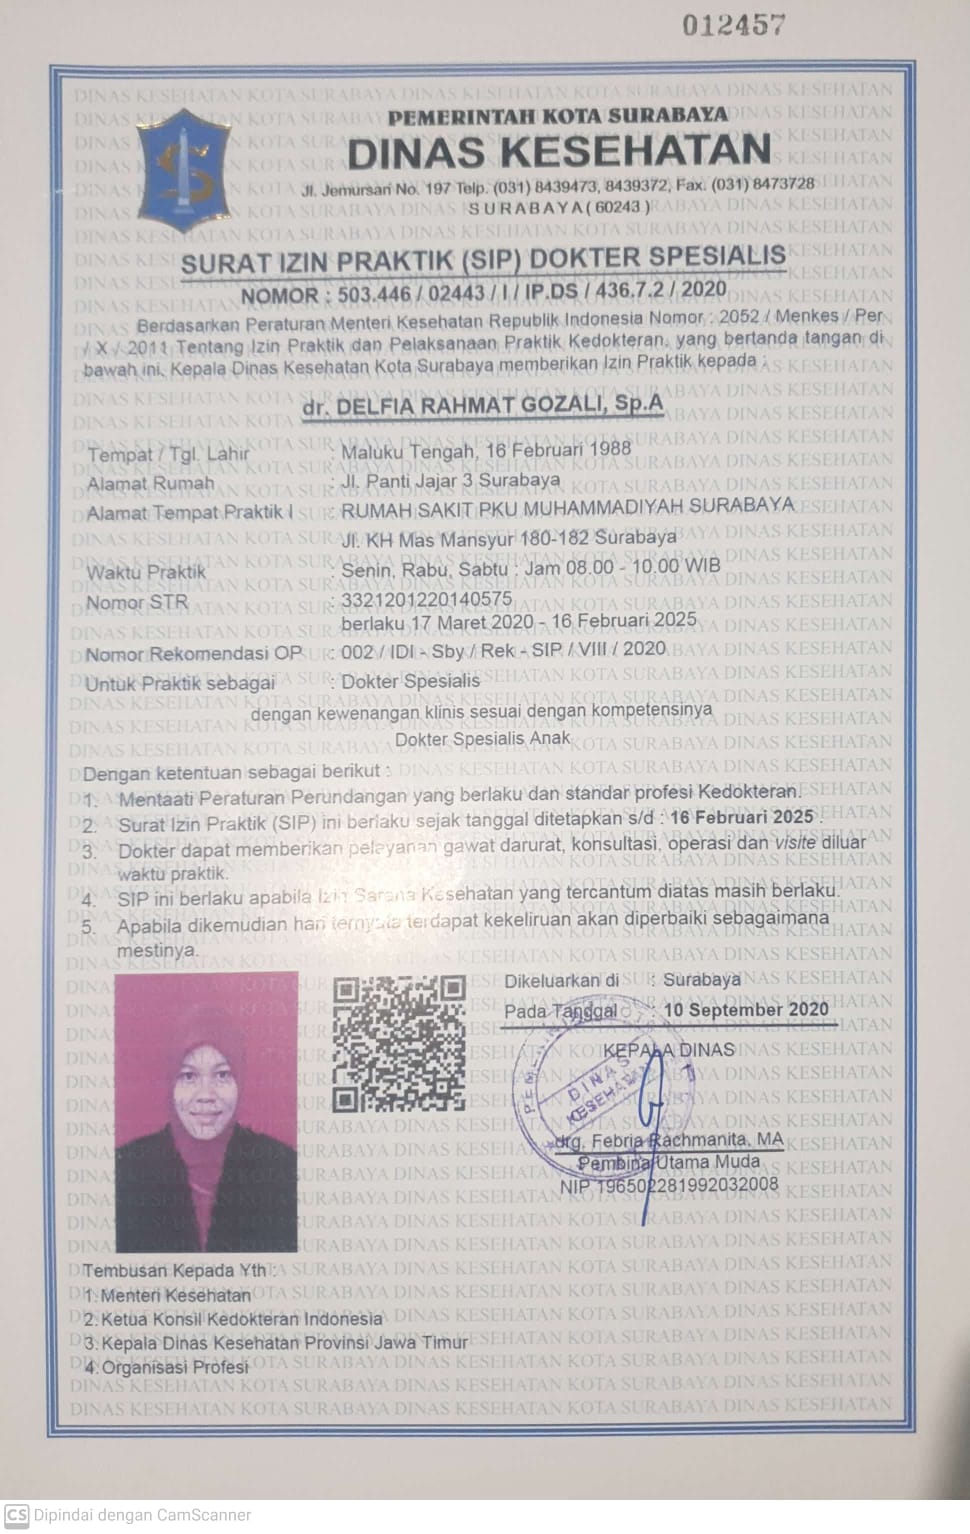 012457
PEMERINTAH KOTA SURABAYA
DINAS KESEHATAN
Jl. Jemursari No. 197 Telp. (031) 8439473, 8439372, Fax. (031) 8473728
SURABAYA ( 60243 )
SURAT IZIN PRAKTIK (SIP) DOKTER SPESIALIS
NOMOR : 503.446 / 02443 / I / IP.DS / 436.7.2 / 2020
Berdasarkan Peraturan Menteri Kesehatan Republik Indonesia Nomor : 2052 / Menkes / Per
/ X / 2011 Tentang Izin Praktik dan Pelaksanaan Praktik Kedokteran, yang bertanda tangan di
bawah ini, Kepala Dinas Kesehatan Kota Surabaya memberikan Izin Praktik kepada :
dr. DELFIA RAHMAT GOZALI, Sp.A
Tempat / Tgl. Lahir : Maluku Tengah, 16 Februari 1988
Alamat Rumah : Jl. Panti Jajar 3 Surabaya
Alamat Tempat Praktik I : RUMAH SAKIT PKU MUHAMMADIYAH SURABAYA
Jl. KH Mas Mansyur 180-182 Surabaya
Waktu Praktik : Senin, Rabu, Sabtu : Jam 08.00 - 10.00 WIB
Nomor STR : 3321201220140575
berlaku 17 Maret 2020 - 16 Februari 2025
Nomor Rekomendasi OP : 002 / IDI - Sby / Rek - SIP / VIII / 2020
Untuk Praktik sebagai : Dokter Spesialis
dengan kewenangan klinis sesuai dengan kompetensinya
Dokter Spesialis Anak
Dengan ketentuan sebagai berikut :
1. Mentaati Peraturan Perundangan yang berlaku dan standar profesi Kedokteran.
2. Surat Izin Praktik (SIP) ini berlaku sejak tanggal ditetapkan s/d : 16 Februari 2025 .
3. Dokter dapat memberikan pelayanan gawat darurat, konsultasi, operasi dan visite diluar
waktu praktik.
4. SIP ini berlaku apabila Izin Sarana Kesehatan yang tercantum diatas masih berlaku.
5. Apabila dikemudian hari ternyata terdapat kekeliruan akan diperbaiki sebagaimana
mestinya.
Dikeluarkan di : Surabaya
Pada Tanggal : 10 September 2020
KEPALA DINAS
DINAS
KESEHATAN
drg. Febria Rachmanita, MA
Pembina Utama Muda
NIP 196502281992032008
Tembusan Kepada Yth :
1. Menteri Kesehatan
2. Ketua Konsil Kedokteran Indonesia
3. Kepala Dinas Kesehatan Provinsi Jawa Timur
4. Organisasi Profesi
CS Dipindai dengan CamScanner